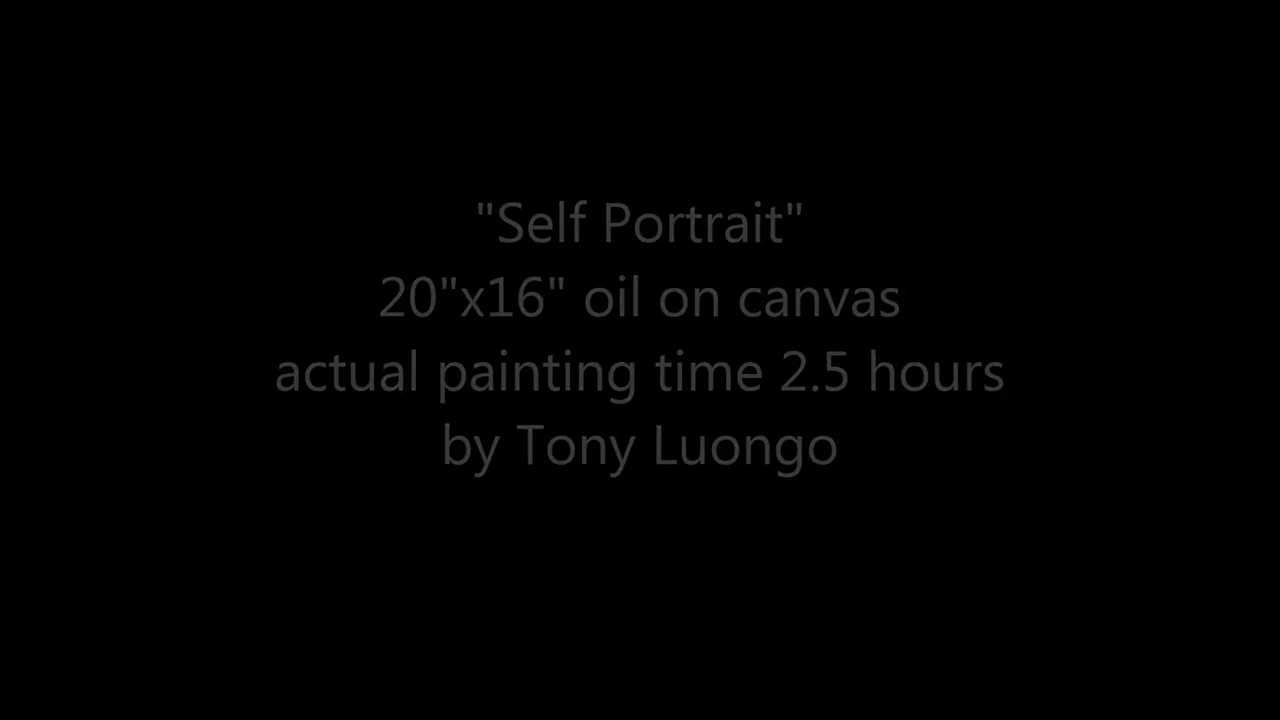 "Self Portrait"
20"x16" oil on canvas
actual painting time 2.5 hours
by Tony Luongo